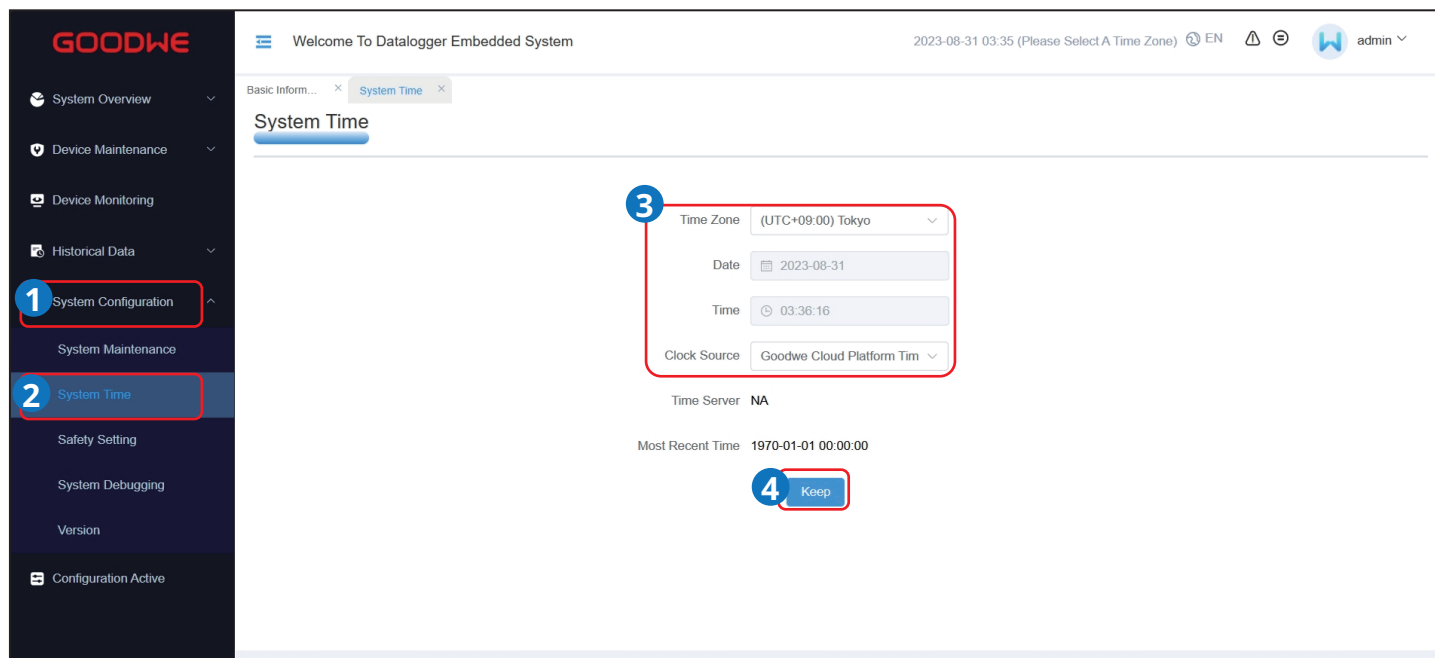 GOODWE
Welcome To Datalogger Embedded System
2023-08-31 03:35 (Please Select A Time Zone) EN
admin
System Overview
Device Maintenance
Device Monitoring
Historical Data
1 System Configuration
System Maintenance
2 System Time
Safety Setting
System Debugging
Version
Configuration Active
Basic Inform... × System Time ×
System Time
3
Time Zone (UTC+09:00) Tokyo
Date 2023-08-31
Time 03:36:16
Clock Source Goodwe Cloud Platform Tim
Time Server NA
Most Recent Time 1970-01-01 00:00:00
4 Keep